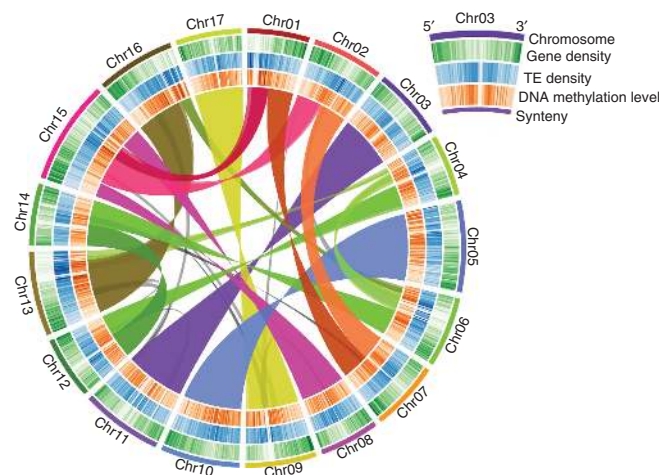 Chr01
Chr02
Chr03
Chr04
Chr05
Chr06
Chr07
Chr08
Chr09
Chr10
Chr11
Chr12
Chr13
Chr14
Chr15
Chr16
Chr17
5′ Chr03 3′
Chromosome
Gene density
TE density
DNA methylation level
Synteny